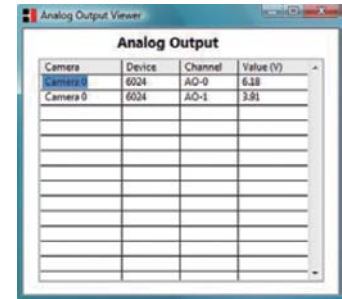 Analog Output Viewer
Analog Output
Camera Device Channel Value (V)
Camera 0 6024 AO-0 6.18
Camera 0 6024 AO-1 3.91